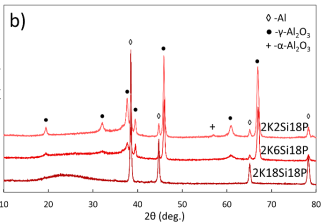 b)
◊ -Al
● -γ-Al₂O₃
+ -α-Al₂O₃
+
2K2Si18P
2K6Si18P
2K18Si18P
10 20 30 40 50 60 70 80
2θ (deg.)